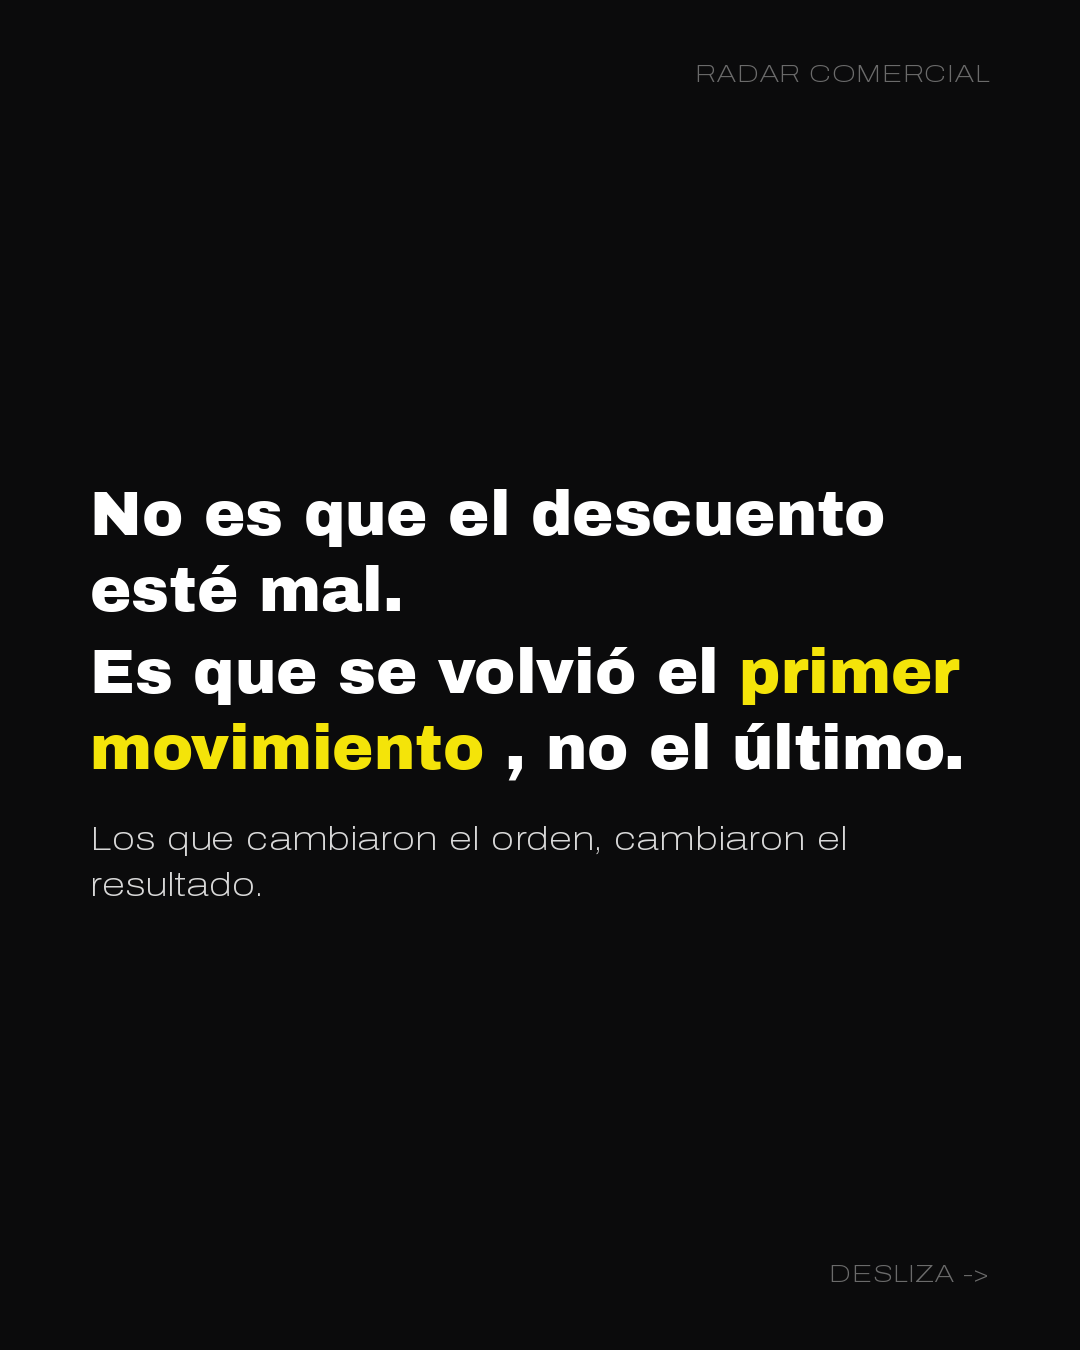 RADAR COMERCIAL
No es que el descuento
esté mal.
Es que se volvió el primer
movimiento , no el último.
Los que cambiaron el orden, cambiaron el
resultado.
DESLIZA ->